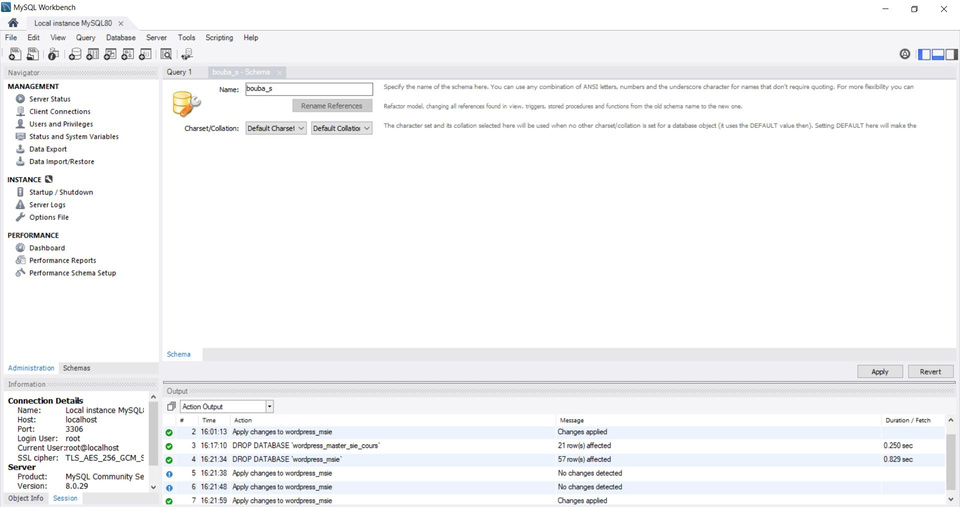 MySQL Workbench
Local instance MySQL80
File Edit View Query Database Server Tools Scripting Help
Navigator
MANAGEMENT
Server Status
Client Connections
Users and Privileges
Status and System Variables
Data Export
Data Import/Restore
INSTANCE
Startup / Shutdown
Server Logs
Options File
PERFORMANCE
Dashboard
Performance Reports
Performance Schema Setup
Administration Schemas
Information
Connection Details
Name: Local instance MySQL
Host: localhost
Port: 3306
Login User: root
Current User:root@localhost
SSL cipher: TLS_AES_256_GCM_S
Server
Product: MySQL Community Se
Version: 8.0.29
Object Info Session
Query 1 bouba_s - Schema
Name: bouba_s
Specify the name of the schema here. You can use any combination of ANSI letters, numbers and the underscore character for names that don't require quoting. For more flexibility you can
Rename References
Refactor model, changing all references found in view, triggers, stored procedures and functions from the old schema name to the new one.
Charset/Collation: Default Charset Default Collation
The character set and its collation selected here will be used when no other charset/collation is set for a database object (it uses the DEFAULT value then). Setting DEFAULT here will make the
Schema
Apply Revert
Output
Action Output
# Time Action Message Duration / Fetch
2 16:01:13 Apply changes to wordpress_msie Changes applied
3 16:17:10 DROP DATABASE 'wordpress_master_sie_cours' 21 row(s) affected 0.250 sec
4 16:21:34 DROP DATABASE 'wordpress_msie' 57 row(s) affected 0.829 sec
5 16:21:38 Apply changes to wordpress_msie No changes detected
6 16:21:48 Apply changes to wordpress_msie No changes detected
7 16:21:59 Apply changes to wordpress_msie Changes applied